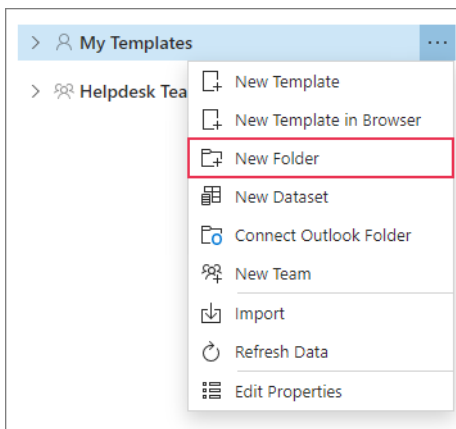 My Templates
Helpdesk Tea
New Template
New Template in Browser
New Folder
New Dataset
Connect Outlook Folder
New Team
Import
Refresh Data
Edit Properties